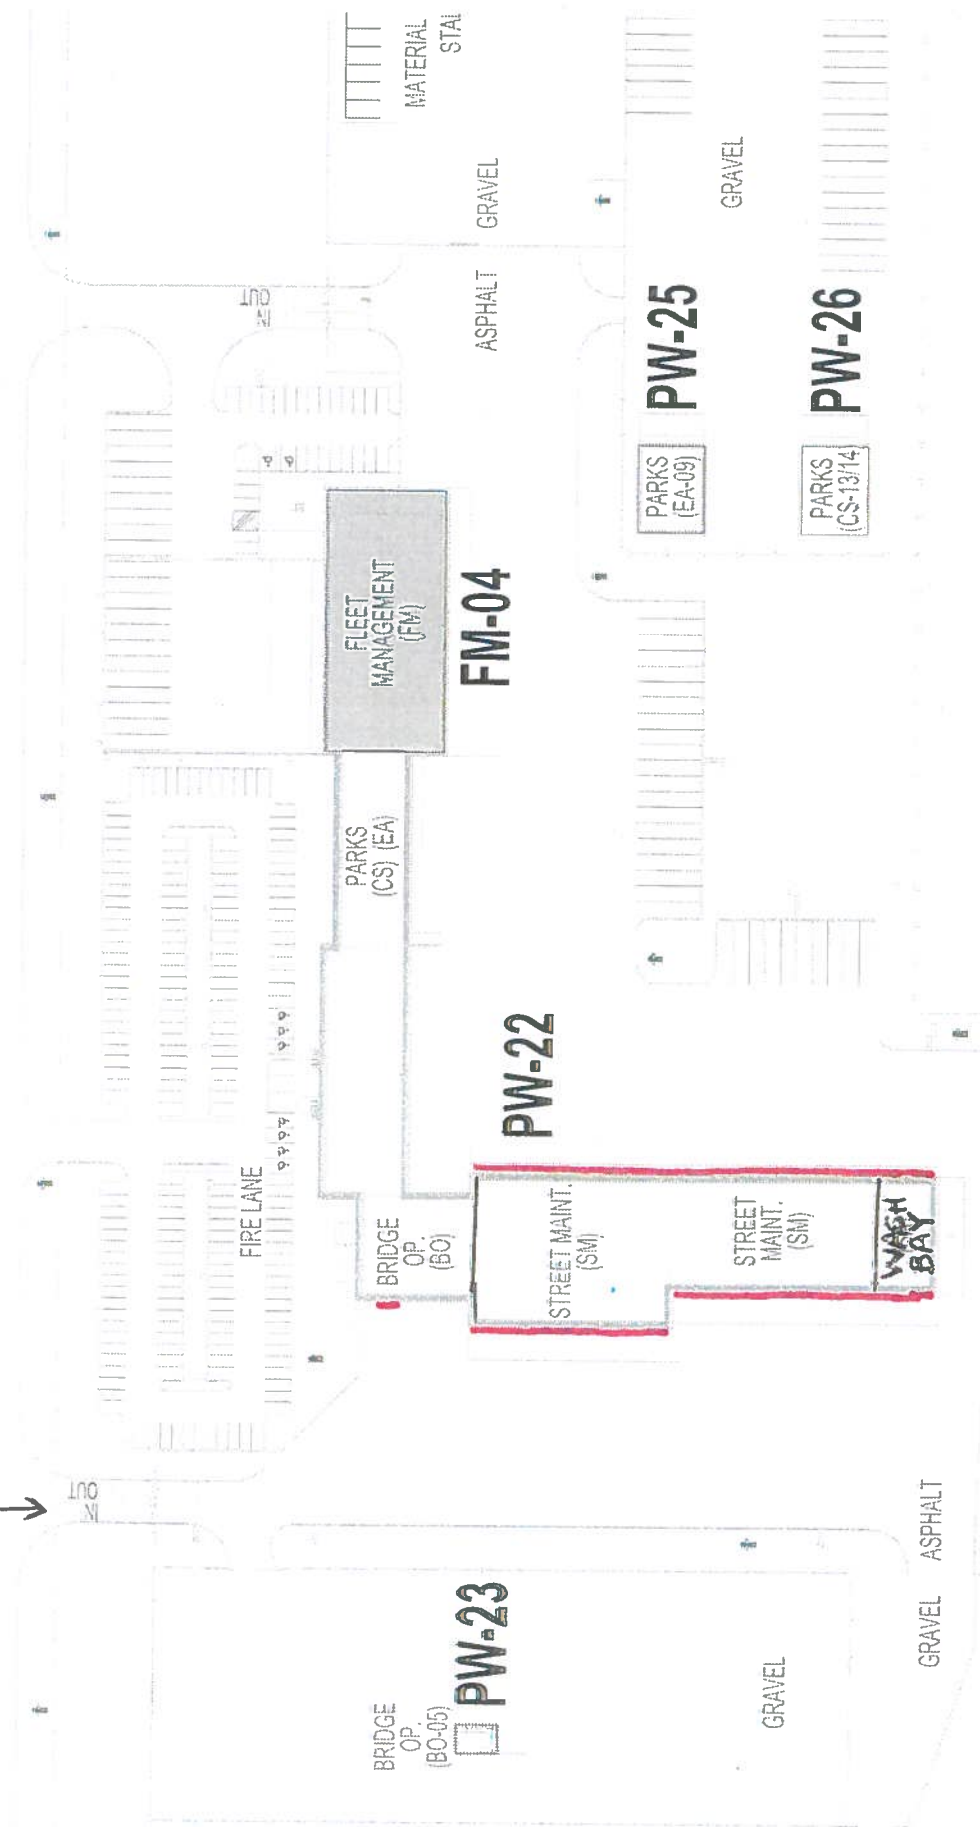 MATERIAL
GRAVEL
ASPHALT
GRAVEL
IN
OUT
PW-25
PW-26
PARKS
(EA-09)
PARKS
(CS-13/14)
FLEET
MANAGEMENT
(FM)
FM-04
PARKS
(CS) (EA)
PW-22
FIRE LANE
BRIDGE
OP.
(BO)
STREET MAINT.
(SM)
STREET
MAINT.
(SM)
WASH
BAY
IN
OUT
BRIDGE
OP.
(BO-05)
PW-23
GRAVEL
GRAVEL
ASPHALT